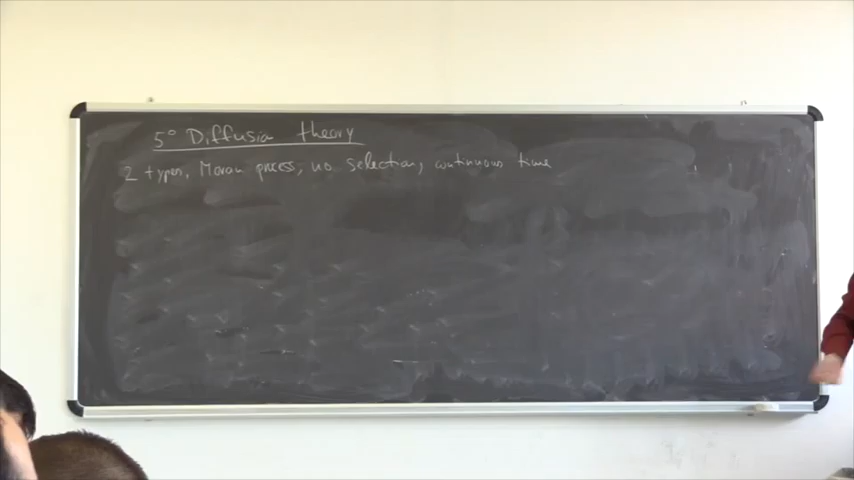 5° Diffusion theory
2 types, Moran process, no selection, continuous time